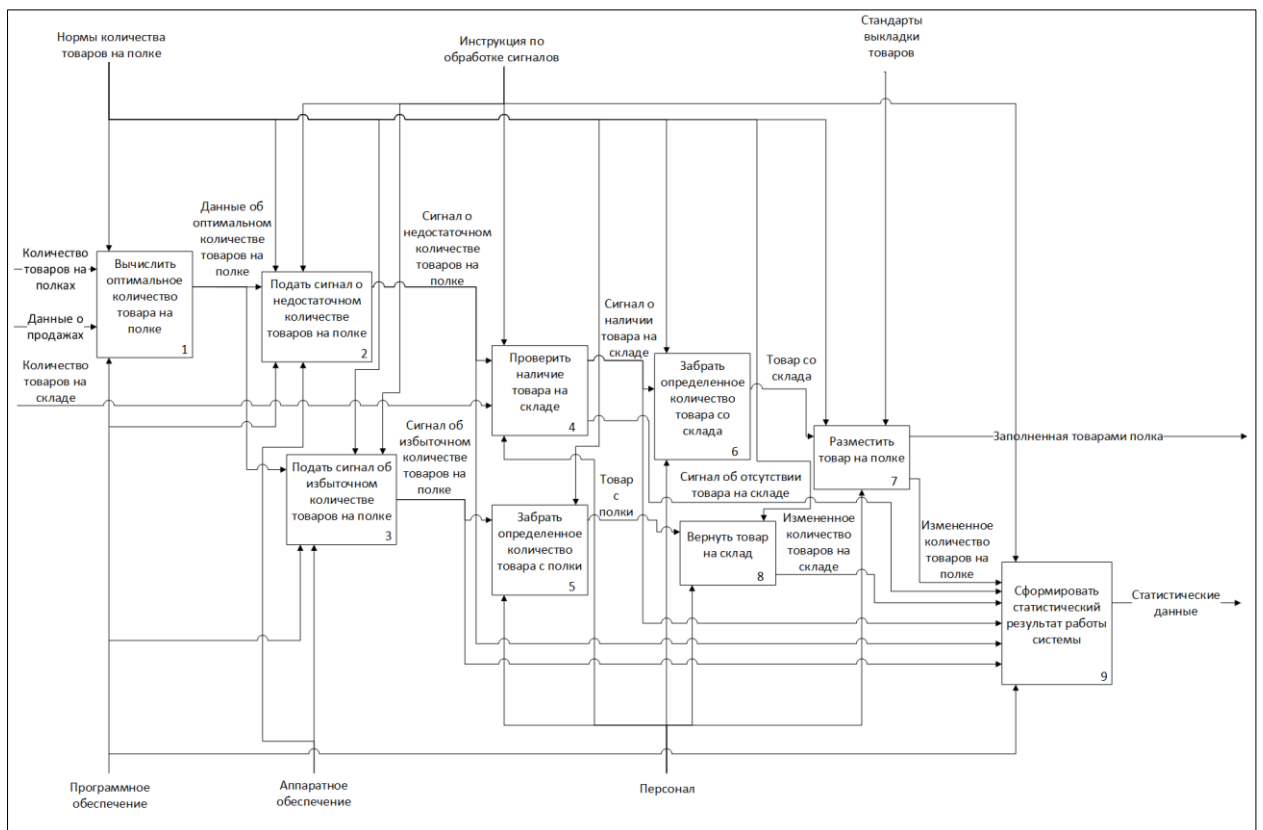 Нормы количества
товаров на полке
Инструкция по
обработке сигналов
Стандарты
выкладки
товаров
Данные об
оптимальном
количестве
товаров на
полке
Сигнал о
недостаточном
количестве
товаров на
полке
Количество
товаров на
полках
Данные о
продажах
Количество
товаров на
складе
Вычислить
оптимальное
количество
товара на
полке
1
Подать сигнал о
недостаточном
количестве
товаров на полке
2
Сигнал о
наличии
товара на
складе
Проверить
наличие
товара на
складе
4
Забрать
определенное
количество
товара со
склада
6
Товар со
склада
Разместить
товар на полке
7
Заполненная товарами полка
Сигнал об
избыточном
количестве
товаров на
полке
Подать сигнал об
избыточном
количестве
товаров на полке
3
Забрать
определенное
количество
товара с полки
5
Товар
с
полки
Сигнал об отсутствии
товара на складе
Вернуть товар
на склад
8
Измененное
количество
товаров на
складе
Измененное
количество
товаров на
полке
Сформировать
статистический
результат работы
системы
9
Статистические
данные
Программное
обеспечение
Аппаратное
обеспечение
Персонал